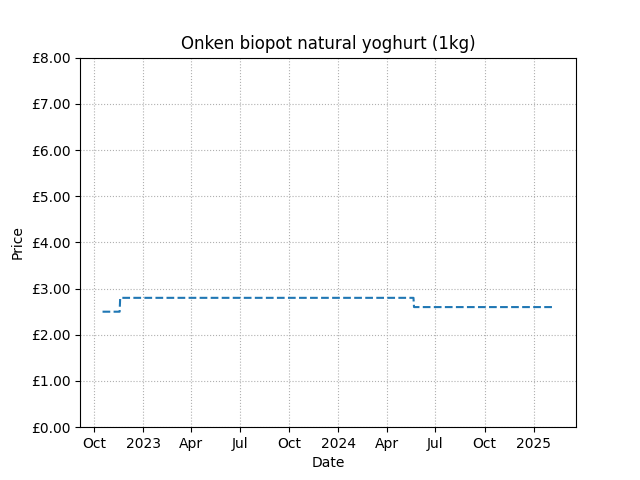 Onken biopot natural yoghurt (1kg)
£8.00
£7.00
£6.00
£5.00
£4.00
£3.00
£2.00
£1.00
£0.00
Price
Oct 2023 Apr Jul Oct 2024 Apr Jul Oct 2025
Date